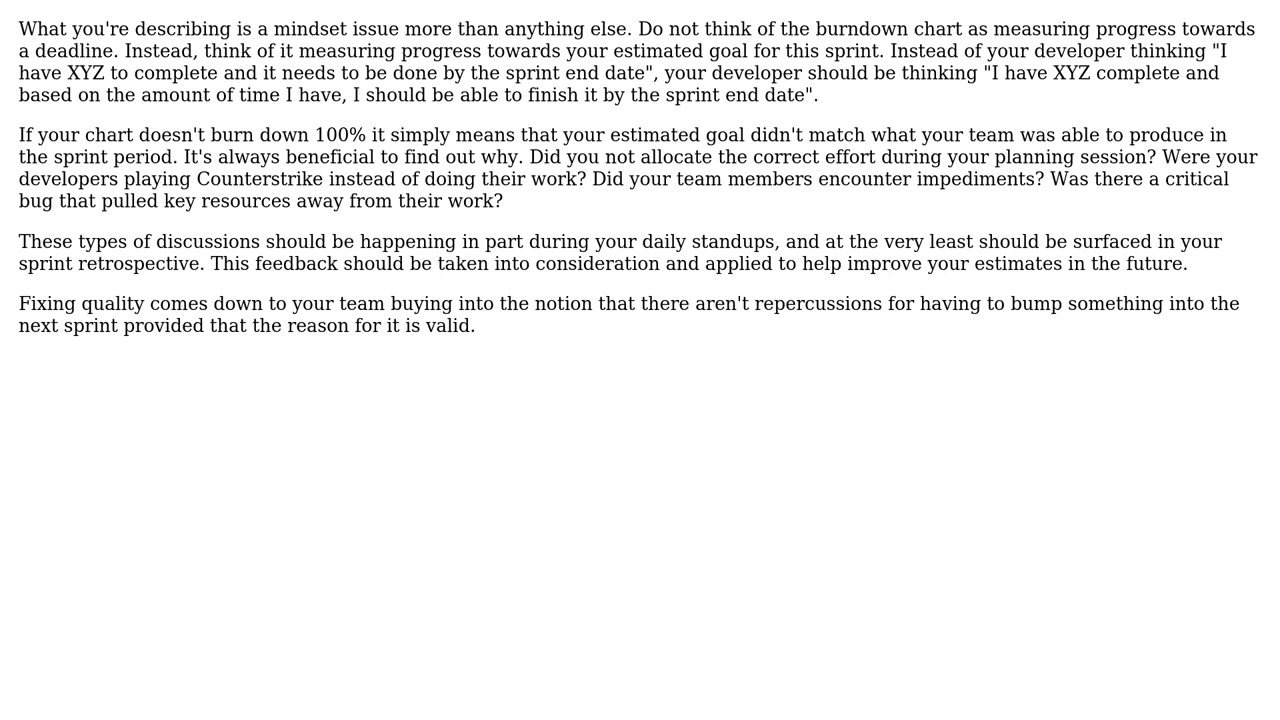 What you're describing is a mindset issue more than anything else. Do not think of the burndown chart as measuring progress towards
a deadline. Instead, think of it measuring progress towards your estimated goal for this sprint. Instead of your developer thinking "I
have XYZ to complete and it needs to be done by the sprint end date", your developer should be thinking "I have XYZ complete and
based on the amount of time I have, I should be able to finish it by the sprint end date".
If your chart doesn't burn down 100% it simply means that your estimated goal didn't match what your team was able to produce in
the sprint period. It's always beneficial to find out why. Did you not allocate the correct effort during your planning session? Were your
developers playing Counterstrike instead of doing their work? Did your team members encounter impediments? Was there a critical
bug that pulled key resources away from their work?
These types of discussions should be happening in part during your daily standups, and at the very least should be surfaced in your
sprint retrospective. This feedback should be taken into consideration and applied to help improve your estimates in the future.
Fixing quality comes down to your team buying into the notion that there aren't repercussions for having to bump something into the
next sprint provided that the reason for it is valid.